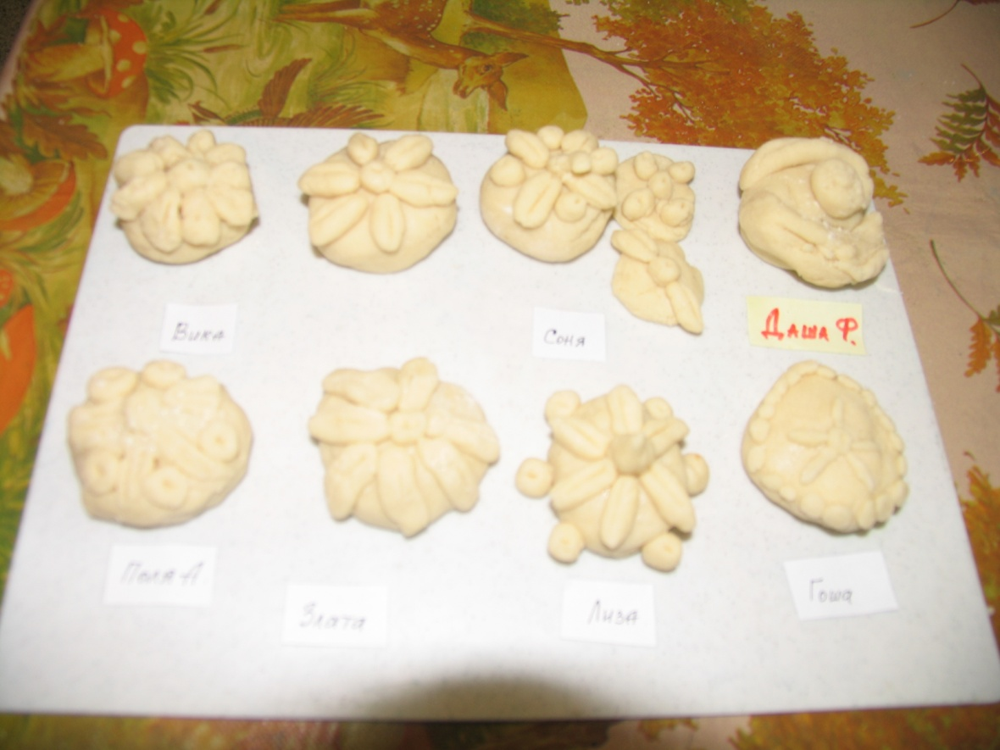 Вика
Соня
Даша Ф.
Поля А.
Злата
Лиза
Гоша